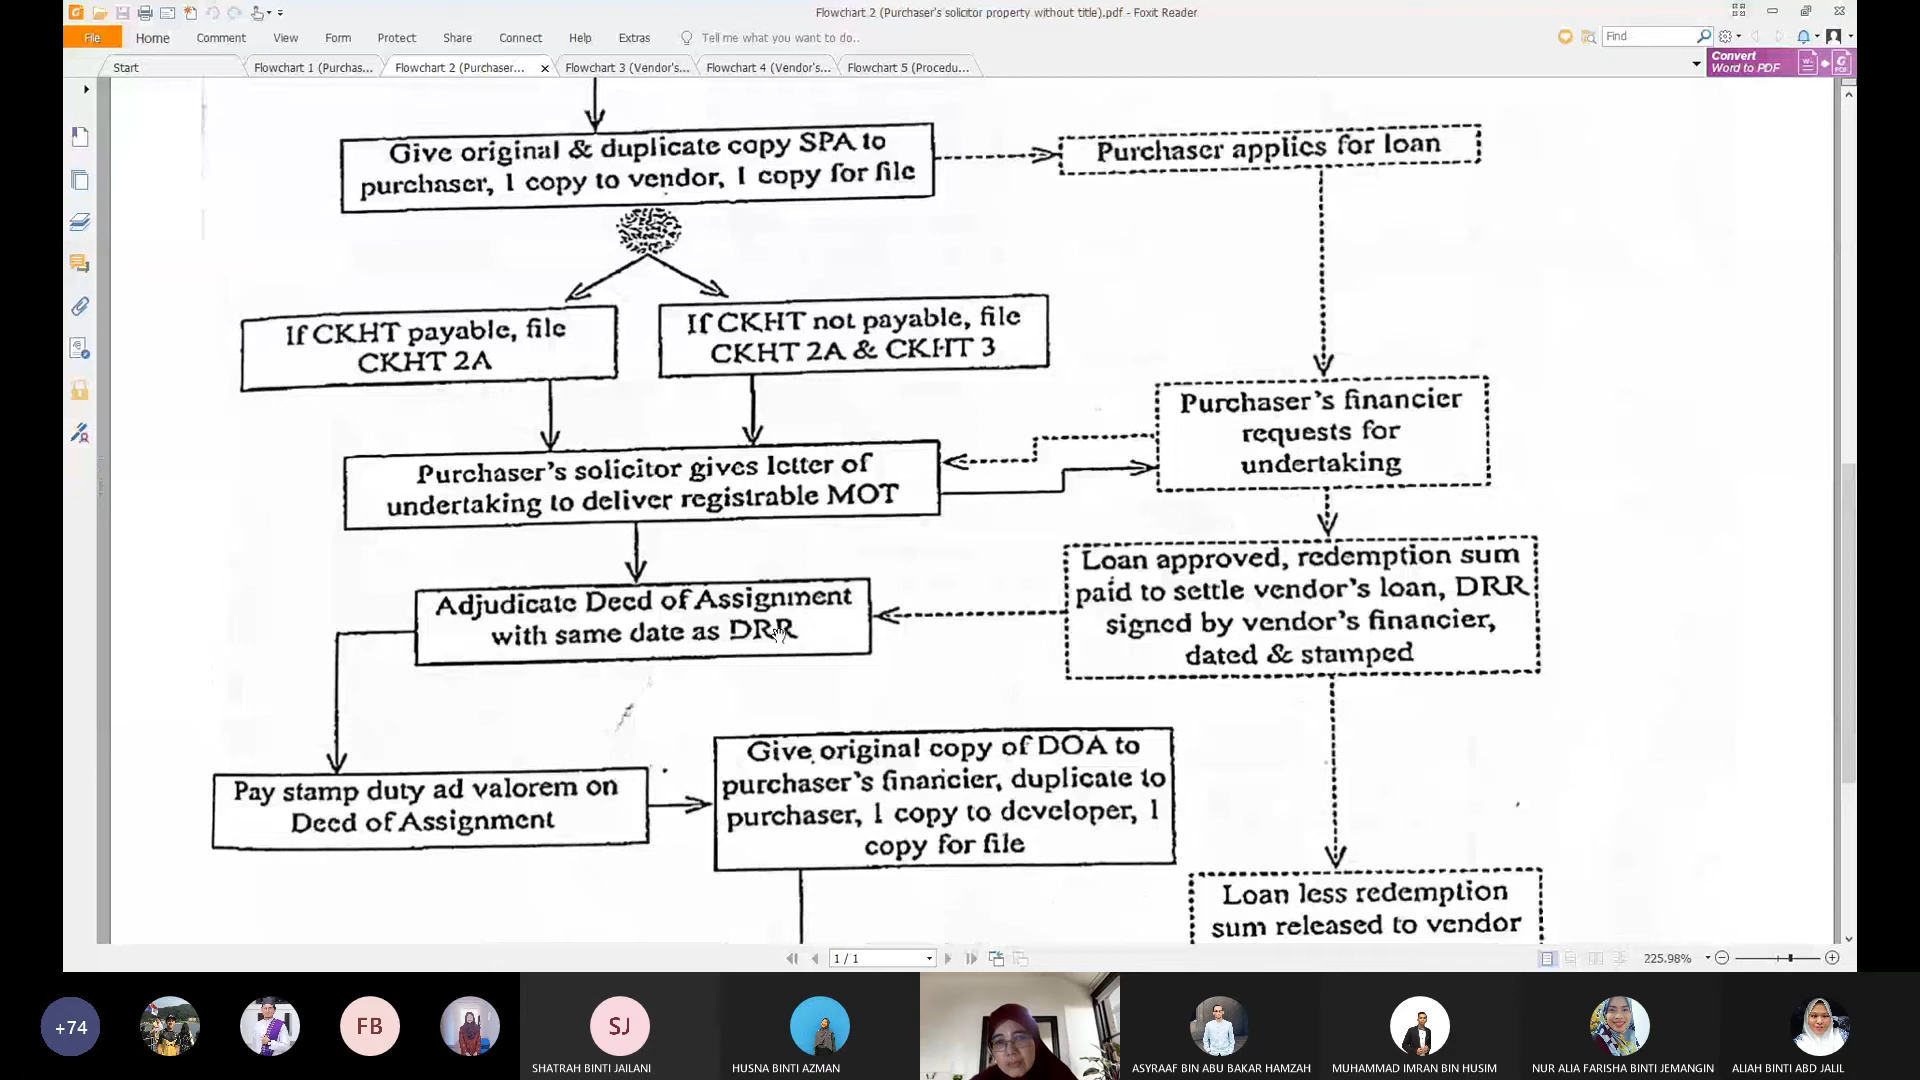 Flowchart 2 (Purchaser's solicitor property without title).pdf - Foxit Reader
File Home Comment View Form Protect Share Connect Help Extras Tell me what you want to do.. Find
Start Flowchart 1 (Purchas... Flowchart 2 (Purchaser... Flowchart 3 (Vendor's... Flowchart 4 (Vendor's... Flowchart 5 (Procedu...
Convert
Word to PDF
Give original & duplicate copy SPA to
purchaser, 1 copy to vendor, 1 copy for file
Purchaser applies for loan
If CKHT payable, file
CKHT 2A
If CKHT not payable, file
CKHT 2A & CKHT 3
Purchaser's financier
requests for
undertaking
Purchaser's solicitor gives letter of
undertaking to deliver registrable MOT
Loan approved, redemption sum
paid to settle vendor's loan, DRR
signed by vendor's financier,
dated & stamped
Adjudicate Deed of Assignment
with same date as DRR
Pay stamp duty ad valorem on
Deed of Assignment
Give original copy of DOA to
purchaser's financier, duplicate to
purchaser, 1 copy to developer, 1
copy for file
Loan less redemption
sum released to vendor
1 / 1
225.98%
+74
FB
SJ
SHATRAH BINTI JAILANI
HUSNA BINTI AZMAN
ASYRAAF BIN ABU BAKAR HAMZAH
MUHAMMAD IMRAN BIN HUSIM
NUR ALIA FARISHA BINTI JEMANGIN
ALIAH BINTI ABD JALIL